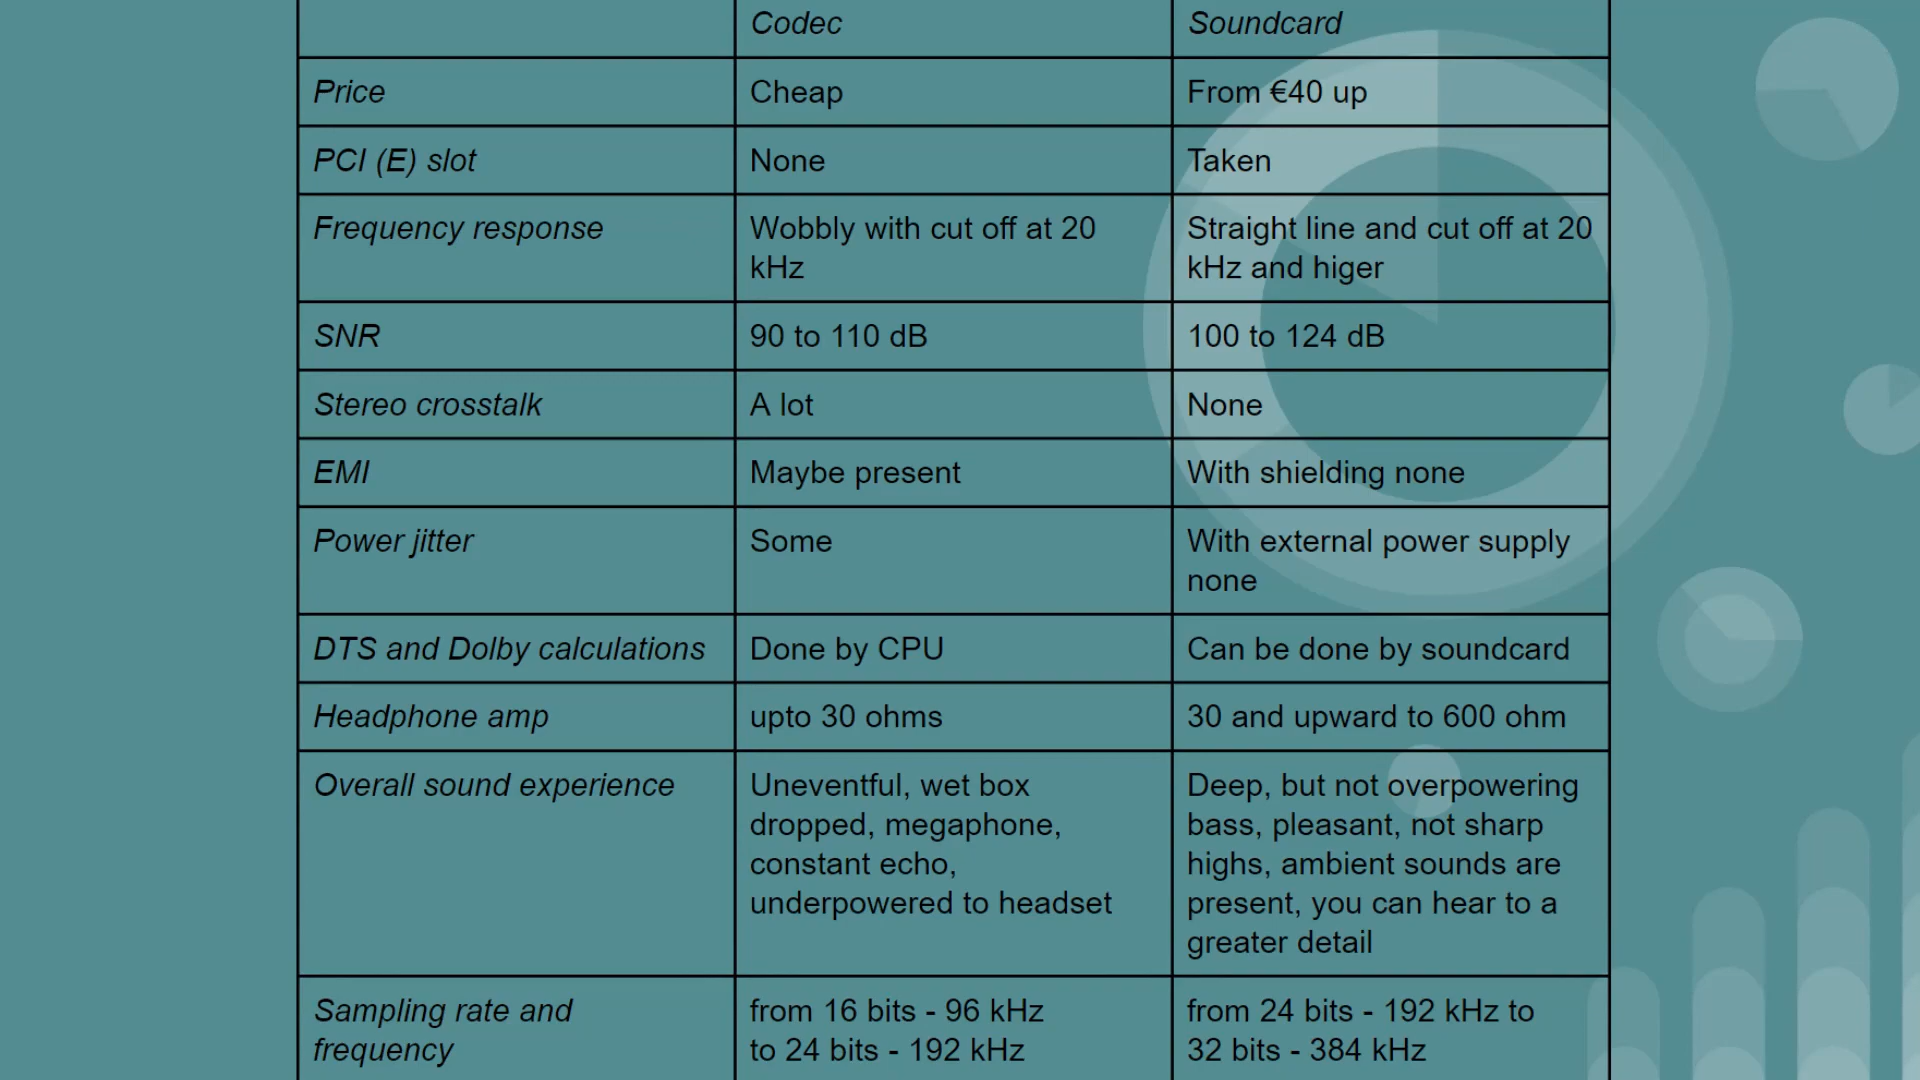 Codec Soundcard
Price Cheap From €40 up
PCI (E) slot None Taken
Frequency response Wobbly with cut off at 20 Straight line and cut off at 20
kHz kHz and higer
SNR 90 to 110 dB 100 to 124 dB
Stereo crosstalk A lot None
EMI Maybe present With shielding none
Power jitter Some With external power supply
none
DTS and Dolby calculations Done by CPU Can be done by soundcard
Headphone amp upto 30 ohms 30 and upward to 600 ohm
Overall sound experience Uneventful, wet box Deep, but not overpowering
dropped, megaphone, bass, pleasant, not sharp
constant echo, highs, ambient sounds are
underpowered to headset present, you can hear to a
greater detail
Sampling rate and from 16 bits - 96 kHz from 24 bits - 192 kHz to
frequency to 24 bits - 192 kHz 32 bits - 384 kHz